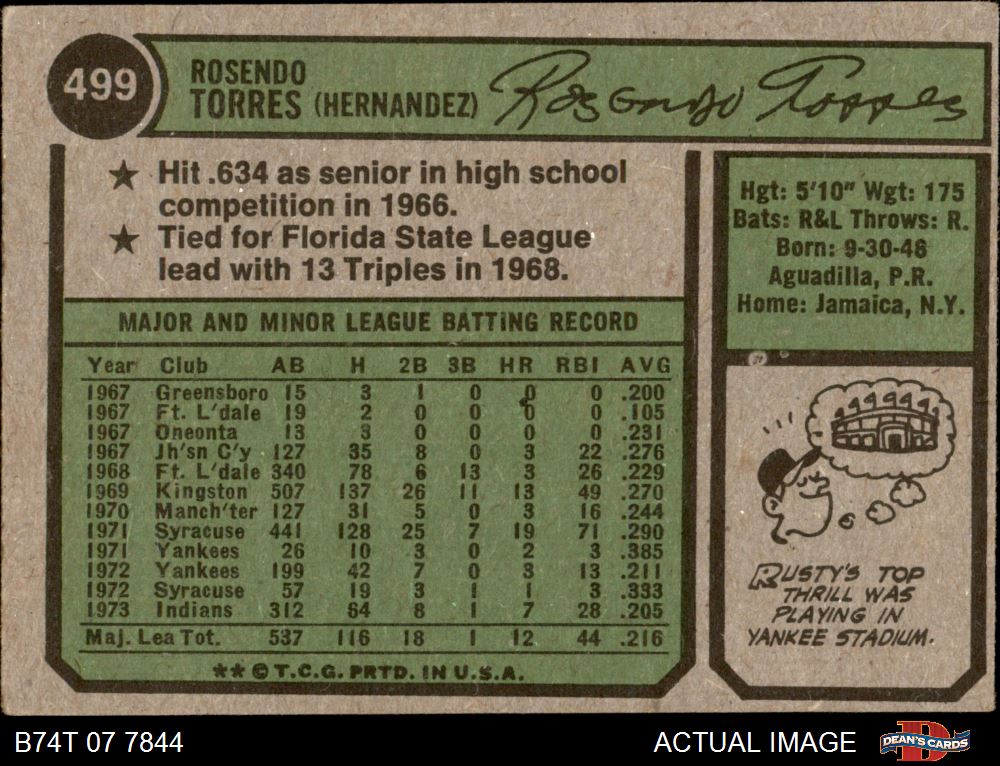 499
ROSENDO
TORRES (HERNANDEZ)
Rosendo Torres
★ Hit .634 as senior in high school
competition in 1966.
★ Tied for Florida State League
lead with 13 Triples in 1968.
Hgt: 5'10" Wgt: 175
Bats: R&L Throws: R.
Born: 9-30-48
Aguadilla, P.R.
Home: Jamaica, N.Y.
MAJOR AND MINOR LEAGUE BATTING RECORD
Year Club AB H 2B 3B HR RBI AVG
1967 Greensboro 15 3 1 0 0 0 .200
1967 Ft. L'dale 19 2 0 0 0 0 .105
1967 Oneonta 13 3 0 0 0 0 .231
1967 Jh'sn C'y 127 35 8 0 3 22 .276
1968 Ft. L'dale 340 78 6 13 3 26 .229
1969 Kingston 507 137 26 11 13 49 .270
1970 Manch'ter 127 31 5 0 3 16 .244
1971 Syracuse 441 128 25 7 19 71 .290
1971 Yankees 26 10 3 0 2 3 .385
1972 Yankees 199 42 7 0 3 13 .211
1972 Syracuse 57 19 3 1 1 3 .333
1973 Indians 312 64 8 1 7 28 .205
Maj. Lea Tot. 537 116 18 1 12 44 .216
** © T.C.G. PRTD. IN U.S.A.
RUSTY'S TOP
THRILL WAS
PLAYING IN
YANKEE STADIUM.
B74T 07 7844
ACTUAL IMAGE
DEAN'S CARDS